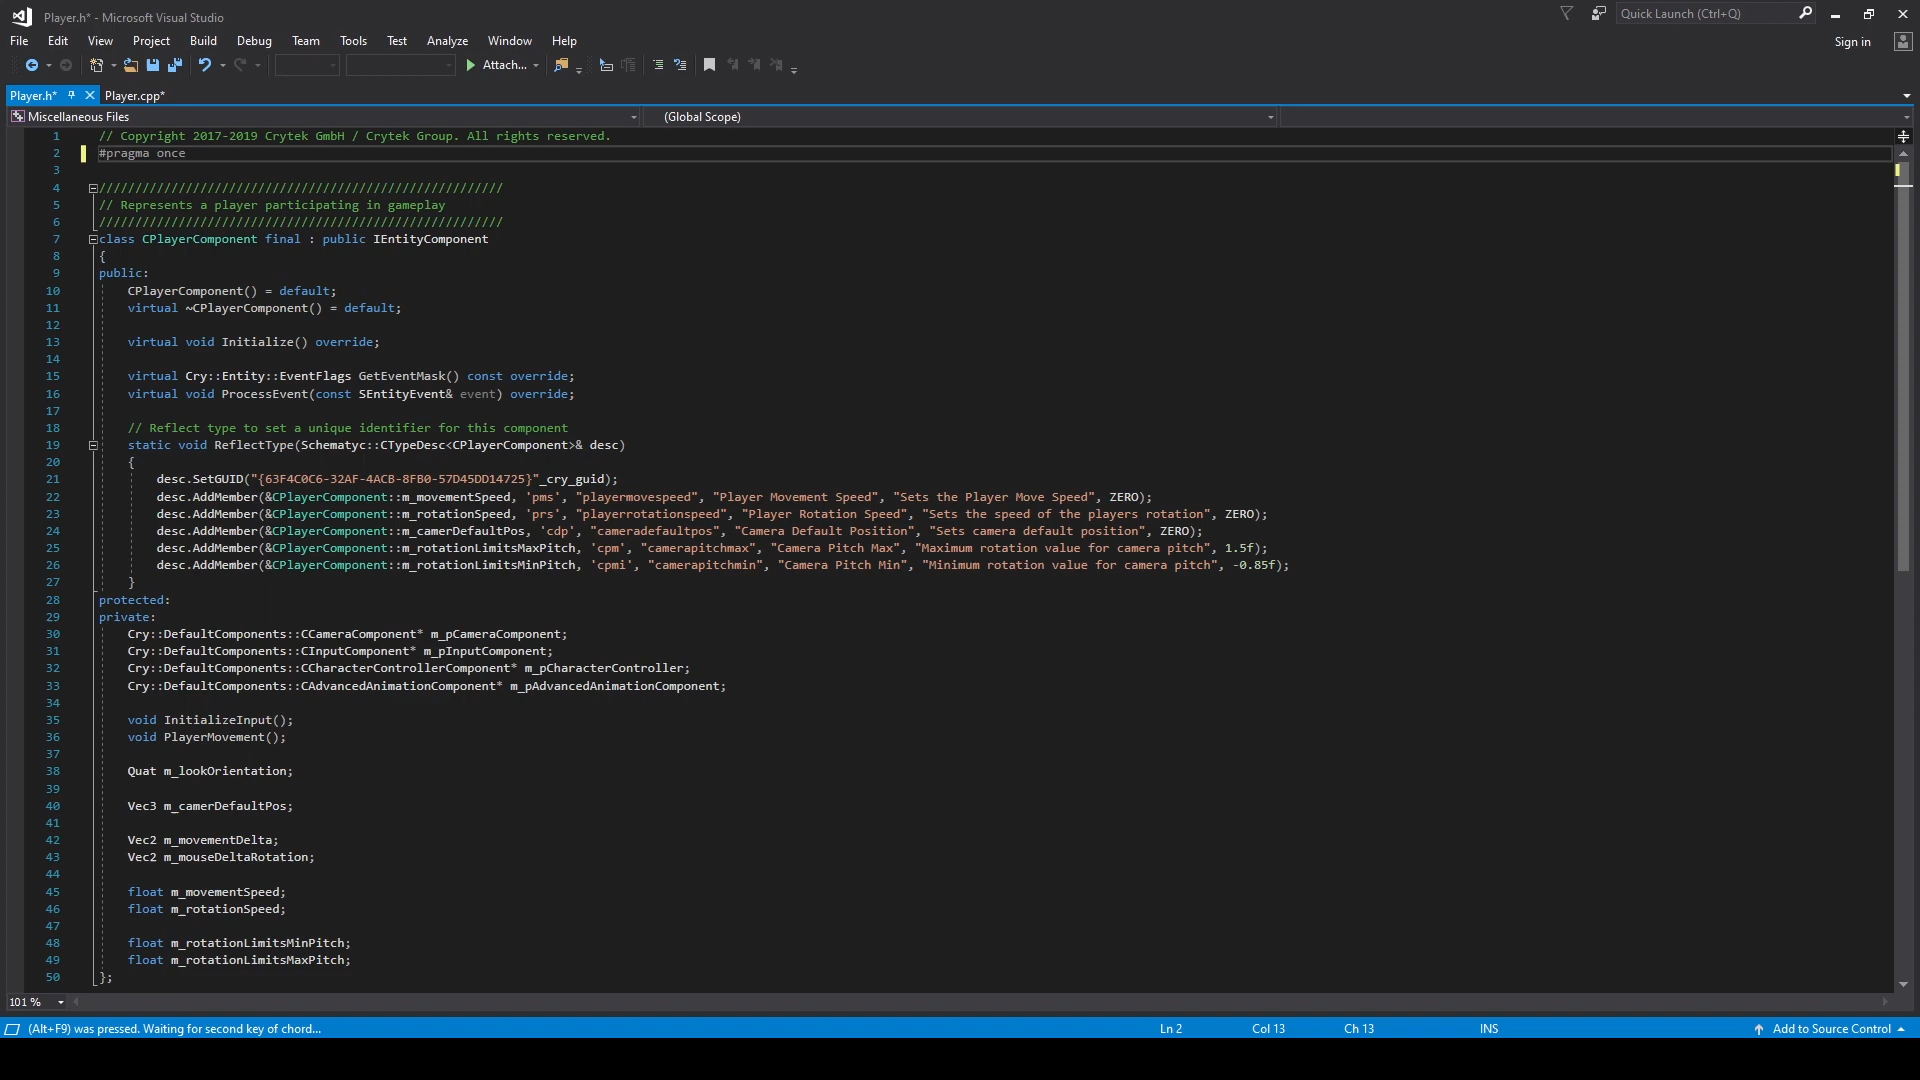 Player.h* - Microsoft Visual Studio
Quick Launch (Ctrl+Q)
File Edit View Project Build Debug Team Tools Test Analyze Window Help
Sign in
Attach...
Player.h* Player.cpp*
Miscellaneous Files (Global Scope)
1 // Copyright 2017-2019 Crytek GmbH / Crytek Group. All rights reserved.
2 #pragma once
3
4 ////////////////////////////////////////////////////////
5 // Represents a player participating in gameplay
6 ////////////////////////////////////////////////////////
7 class CPlayerComponent final : public IEntityComponent
8 {
9 public:
10 CPlayerComponent() = default;
11 virtual ~CPlayerComponent() = default;
12
13 virtual void Initialize() override;
14
15 virtual Cry::Entity::EventFlags GetEventMask() const override;
16 virtual void ProcessEvent(const SEntityEvent& event) override;
17
18 // Reflect type to set a unique identifier for this component
19 static void ReflectType(Schematyc::CTypeDesc<CPlayerComponent>& desc)
20 {
21 desc.SetGUID("{63F4C0C6-32AF-4ACB-8FB0-57D45DD14725}"_cry_guid);
22 desc.AddMember(&CPlayerComponent::m_movementSpeed, 'pms', "playermovespeed", "Player Movement Speed", "Sets the Player Move Speed", ZERO);
23 desc.AddMember(&CPlayerComponent::m_rotationSpeed, 'prs', "playerrotationspeed", "Player Rotation Speed", "Sets the speed of the players rotation", ZERO);
24 desc.AddMember(&CPlayerComponent::m_camerDefaultPos, 'cdp', "cameradefaultpos", "Camera Default Position", "Sets camera default position", ZERO);
25 desc.AddMember(&CPlayerComponent::m_rotationLimitsMaxPitch, 'cpm', "camerapitchmax", "Camera Pitch Max", "Maximum rotation value for camera pitch", 1.5f);
26 desc.AddMember(&CPlayerComponent::m_rotationLimitsMinPitch, 'cpmi', "camerapitchmin", "Camera Pitch Min", "Minimum rotation value for camera pitch", -0.85f);
27 }
28 protected:
29 private:
30 Cry::DefaultComponents::CCameraComponent* m_pCameraComponent;
31 Cry::DefaultComponents::CInputComponent* m_pInputComponent;
32 Cry::DefaultComponents::CCharacterControllerComponent* m_pCharacterController;
33 Cry::DefaultComponents::CAdvancedAnimationComponent* m_pAdvancedAnimationComponent;
34
35 void InitializeInput();
36 void PlayerMovement();
37
38 Quat m_lookOrientation;
39
40 Vec3 m_camerDefaultPos;
41
42 Vec2 m_movementDelta;
43 Vec2 m_mouseDeltaRotation;
44
45 float m_movementSpeed;
46 float m_rotationSpeed;
47
48 float m_rotationLimitsMinPitch;
49 float m_rotationLimitsMaxPitch;
50 };
101 %
(Alt+F9) was pressed. Waiting for second key of chord... Ln 2 Col 13 Ch 13 INS Add to Source Control